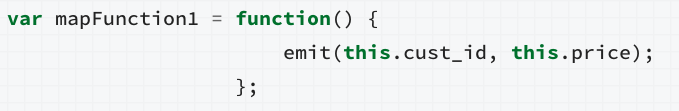 var mapFunction1 = function() {
                       emit(this.cust_id, this.price);
                   };